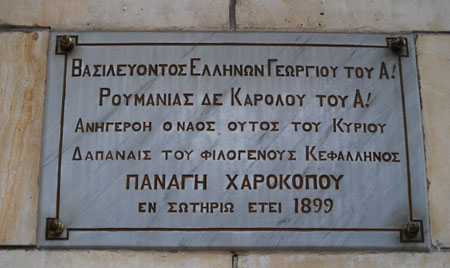 ΒΑΣΙΛΕΥΟΝΤΟΣ ΕΛΛΗΝΩΝ ΓΕΩΡΓΙΟΥ ΤΟΥ Α!
ΡΟΥΜΑΝΙΑΣ ΔΕ ΚΑΡΟΛΟΥ ΤΟΥ Α!
ΑΝΗΓΕΡΘΗ Ο ΝΑΟΣ ΟΥΤΟΣ ΤΟΥ ΚΥΡΙΟΥ
ΔΑΠΑΝΑΙΣ ΤΟΥ ΦΙΛΟΓΕΝΟΥΣ ΚΕΦΑΛΛΗΝΟΣ
ΠΑΝΑΓΗ ΧΑΡΟΚΟΠΟΥ
ΕΝ ΣΩΤΗΡΙΩ ΕΤΕΙ 1899